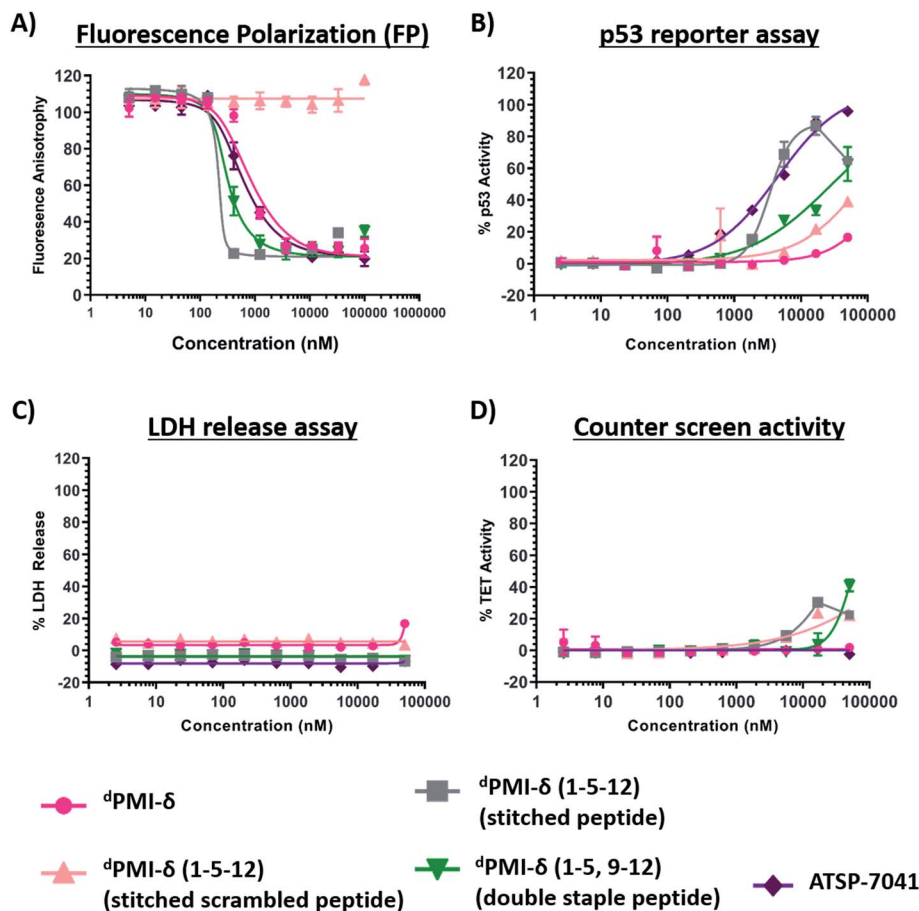 A)
Fluorescence Polarization (FP)
Fluorescence Anisotropy
120
100
80
60
40
20
0
1 10 100 1000 10000 100000 1000000
Concentration (nM)
B)
p53 reporter assay
% p53 Activity
120
100
80
60
40
20
0
-20
1 10 100 1000 10000 100000
Concentration (nM)
C)
LDH release assay
% LDH Release
120
100
80
60
40
20
0
-20
1 10 100 1000 10000 100000
Concentration (nM)
D)
Counter screen activity
% TET Activity
120
100
80
60
40
20
0
-20
1 10 100 1000 10000 100000
Concentration (nM)
ᵈPMI-δ
ᵈPMI-δ (1-5-12)
(stitched peptide)
ᵈPMI-δ (1-5-12)
(stitched scrambled peptide)
ᵈPMI-δ (1-5, 9-12)
(double staple peptide)
ATSP-7041